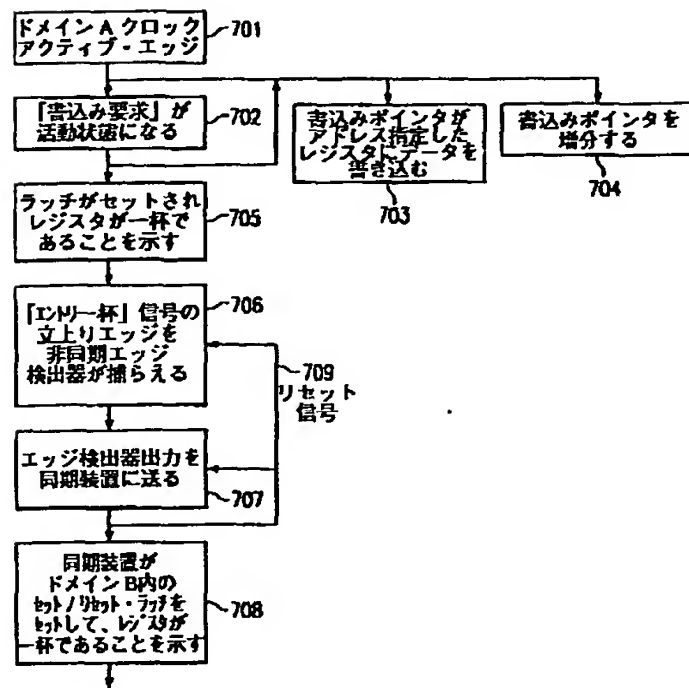 ドメイン A クロック
アクティブ・エッジ
701
「書込み要求」が
活動状態になる
702
書込みポインタが
アドレス指定した
レジスタにデータを
書き込む
703
書込みポインタを
増分する
704
ラッチがセットされ
レジスタが一杯で
あることを示す
705
「エントリ一杯」信号の
立上りエッジを
非同期エッジ
検出器が捕らえる
706
709
リセット
信号
エッジ検出器出力を
同期装置に送る
707
同期装置が
ドメイン B内の
セット/リセット・ラッチを
セットして、レジスタが
一杯であることを示す
708